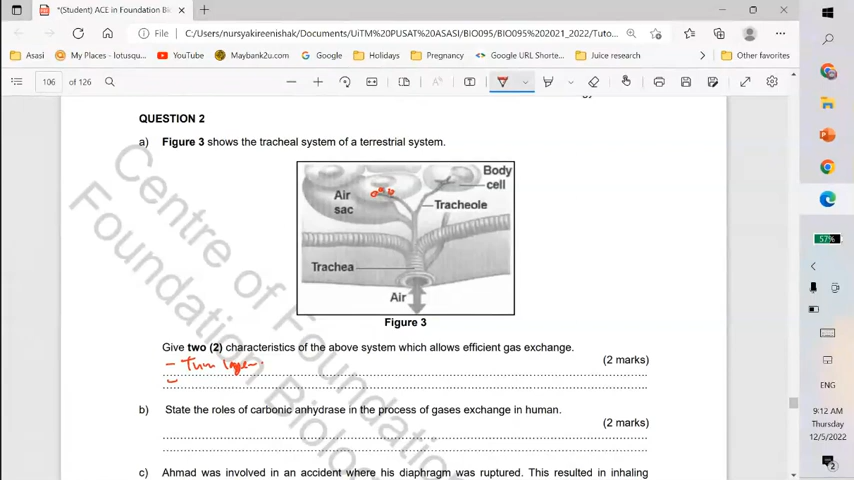 *(Student) ACE in Foundation Bi
File
C:/Users/nursyakireenishak/Documents/UiTM%20PUSAT%20ASASI/BIO095/BIO095%202021_2022/Tuto...
Asasi
My Places - lotusqu...
YouTube
Maybank2u.com
Google
Holidays
Pregnancy
Google URL Shorte...
Juice research
Other favorites
106 of 126
QUESTION 2
a) Figure 3 shows the tracheal system of a terrestrial system.
Body
cell
Air
sac
Tracheole
Trachea
Air
Figure 3
Give two (2) characteristics of the above system which allows efficient gas exchange.
(2 marks)
- Thin layer
-
b) State the roles of carbonic anhydrase in the process of gases exchange in human.
(2 marks)
c) Ahmad was involved in an accident where his diaphragm was ruptured. This resulted in inhaling
Centre of Foundation
Foundation Biology
57%
ENG
9:12 AM
Thursday
12/5/2022
2